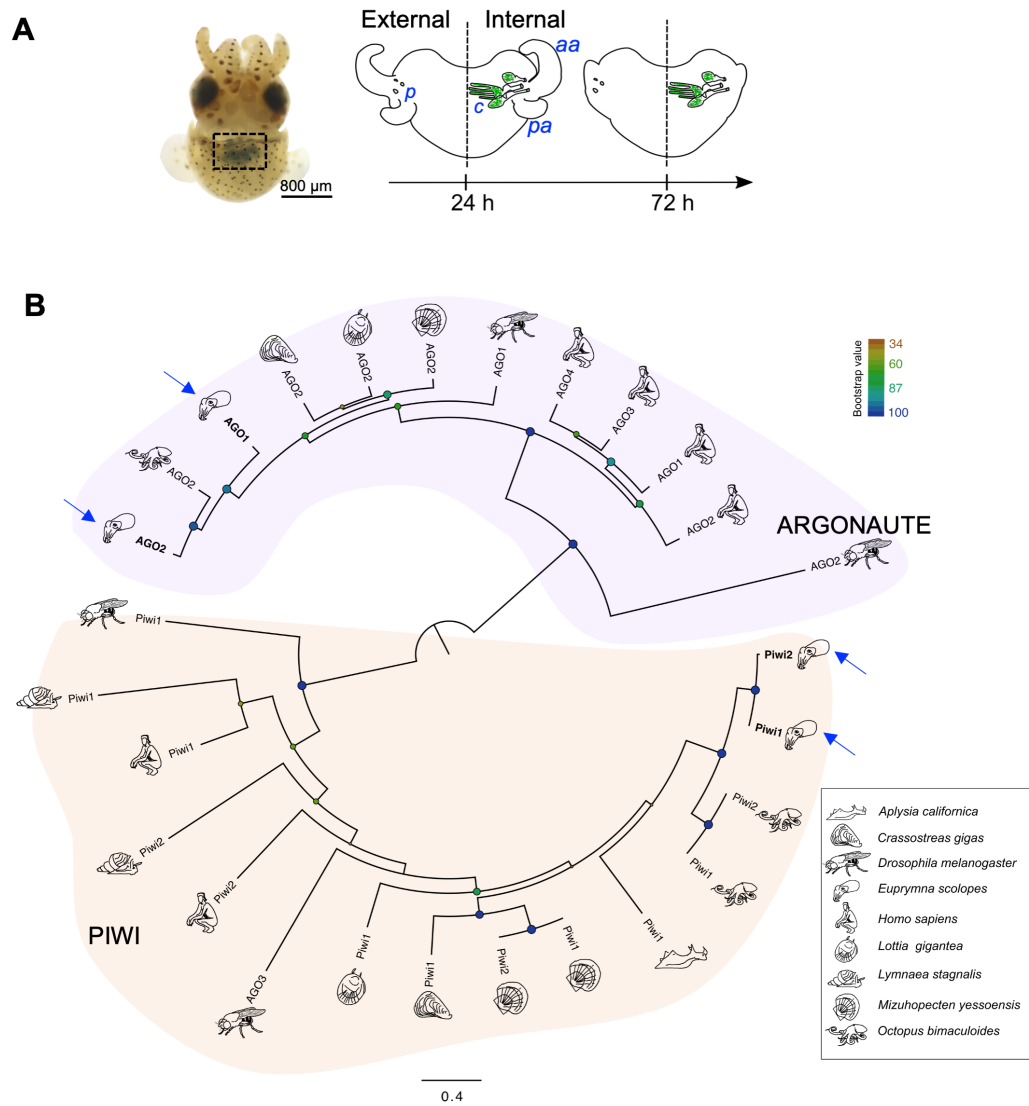 A
External
Internal
aa
p
c
pa
800 µm
24 h
72 h
B
AGO2
AGO2
AGO2
AGO1
AGO4
AGO3
AGO1
AGO2
AGO1
AGO2
AGO2
ARGONAUTE
AGO2
Bootstrap value
34
60
87
100
Piwi1
Piwi1
Piwi1
Piwi2
Piwi2
AGO3
Piwi1
Piwi1
Piwi2
Piwi1
Piwi1
Piwi1
Piwi2
Piwi1
Piwi2
PIWI
0.4
Aplysia californica
Crassostreas gigas
Drosophila melanogaster
Euprymna scolopes
Homo sapiens
Lottia gigantea
Lymnaea stagnalis
Mizuhopecten yessoensis
Octopus bimaculoides